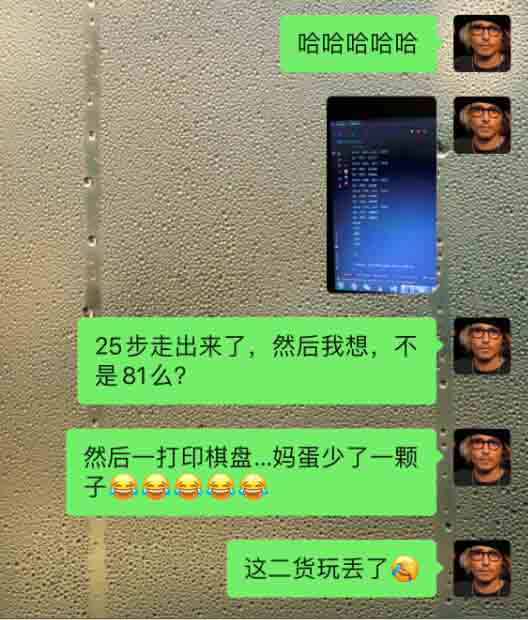 哈哈哈哈哈
25步走出来了，然后我想，不
是81么？
然后一打印棋盘...妈蛋少了一颗
子😂😂😂😂😂
这二货玩丢了🤣